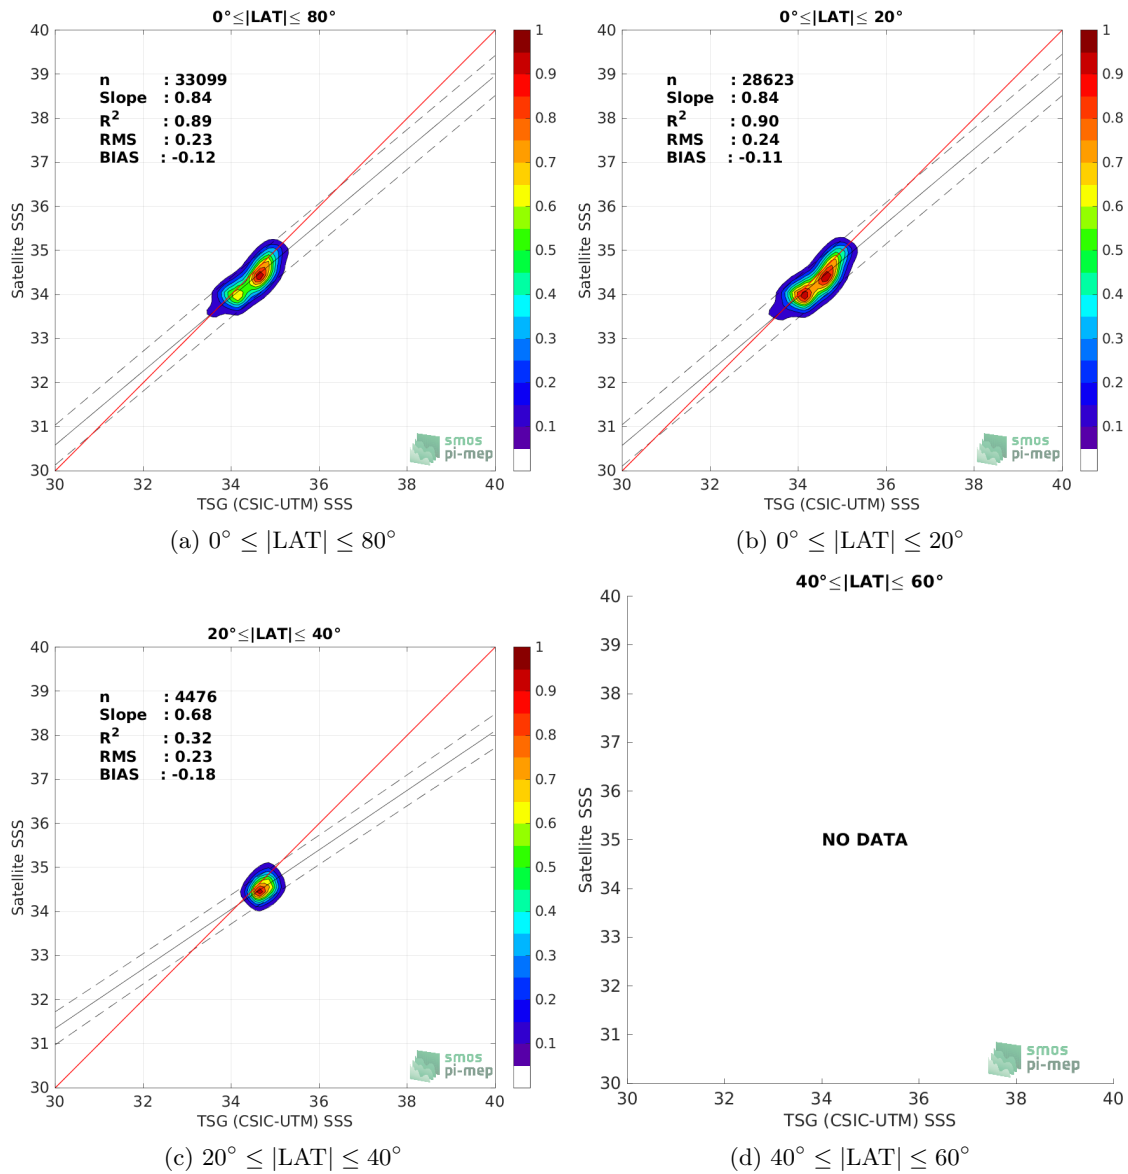 0°≤|LAT|≤ 80°
40
39
38
37
36
35
34
33
32
31
30
n : 33099
Slope : 0.84
R² : 0.89
RMS : 0.23
BIAS : -0.12
Satellite SSS
smos
pi-mep
30 32 34 36 38 40
TSG (CSIC-UTM) SSS
1
0.9
0.8
0.7
0.6
0.5
0.4
0.3
0.2
0.1
(a) 0° ≤ |LAT| ≤ 80°
0°≤|LAT|≤ 20°
40
39
38
37
36
35
34
33
32
31
30
n : 28623
Slope : 0.84
R² : 0.90
RMS : 0.24
BIAS : -0.11
Satellite SSS
smos
pi-mep
30 32 34 36 38 40
TSG (CSIC-UTM) SSS
1
0.9
0.8
0.7
0.6
0.5
0.4
0.3
0.2
0.1
(b) 0° ≤ |LAT| ≤ 20°
20°≤|LAT|≤ 40°
40
39
38
37
36
35
34
33
32
31
30
n : 4476
Slope : 0.68
R² : 0.32
RMS : 0.23
BIAS : -0.18
Satellite SSS
smos
pi-mep
30 32 34 36 38 40
TSG (CSIC-UTM) SSS
1
0.9
0.8
0.7
0.6
0.5
0.4
0.3
0.2
0.1
(c) 20° ≤ |LAT| ≤ 40°
40°≤|LAT|≤ 60°
40
39
38
37
36
35
34
33
32
31
30
NO DATA
Satellite SSS
smos
pi-mep
30 32 34 36 38 40
TSG (CSIC-UTM) SSS
(d) 40° ≤ |LAT| ≤ 60°